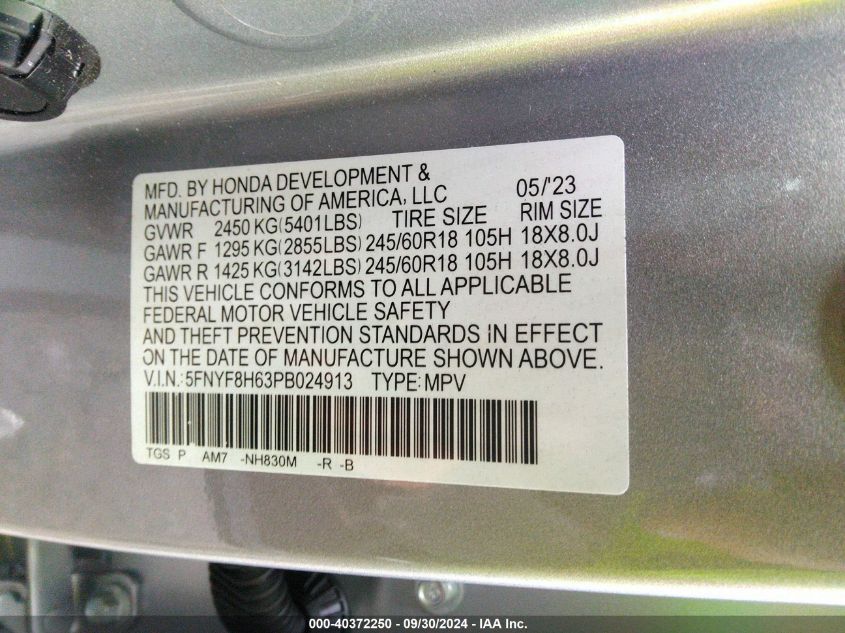 MFD. BY HONDA DEVELOPMENT &
MANUFACTURING OF AMERICA, LLC 05/'23
GVWR 2450 KG(5401LBS) TIRE SIZE RIM SIZE
GAWR F 1295 KG(2855LBS) 245/60R18 105H 18X8.0J
GAWR R 1425 KG(3142LBS) 245/60R18 105H 18X8.0J
THIS VEHICLE CONFORMS TO ALL APPLICABLE
FEDERAL MOTOR VEHICLE SAFETY
AND THEFT PREVENTION STANDARDS IN EFFECT
ON THE DATE OF MANUFACTURE SHOWN ABOVE.
V.I.N.: 5FNYF8H63PB024913 TYPE: MPV
TGS P AM7 -NH830M -R -B
000-40372250 - 09/30/2024 - IAA Inc.